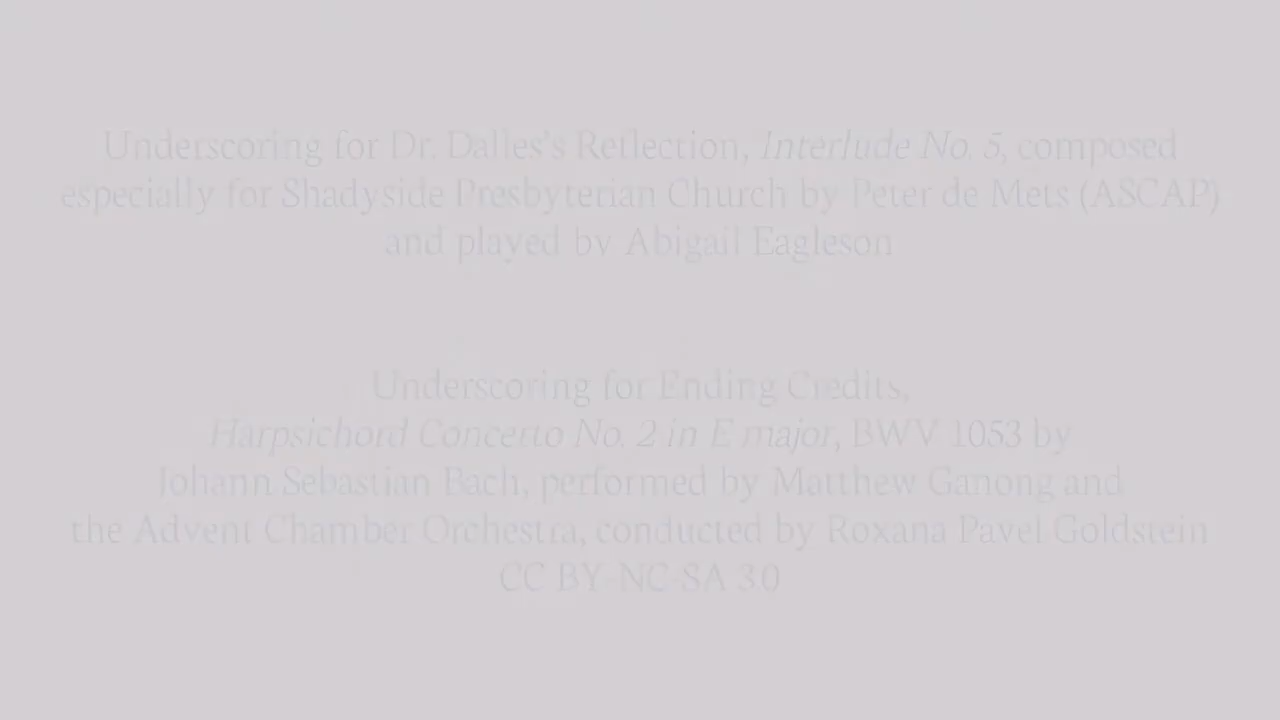 Underscoring for Dr. Dalles's Reflection, Interlude No. 5, composed
especially for Shadyside Presbyterian Church by Peter de Mets (ASCAP)
and played by Abigail Eagleson
Underscoring for Ending Credits,
Harpsichord Concerto No. 2 in E major, BWV 1053 by
Johann Sebastian Bach, performed by Matthew Ganong and
the Advent Chamber Orchestra, conducted by Roxana Pavel Goldstein
CC BY-NC-SA 3.0